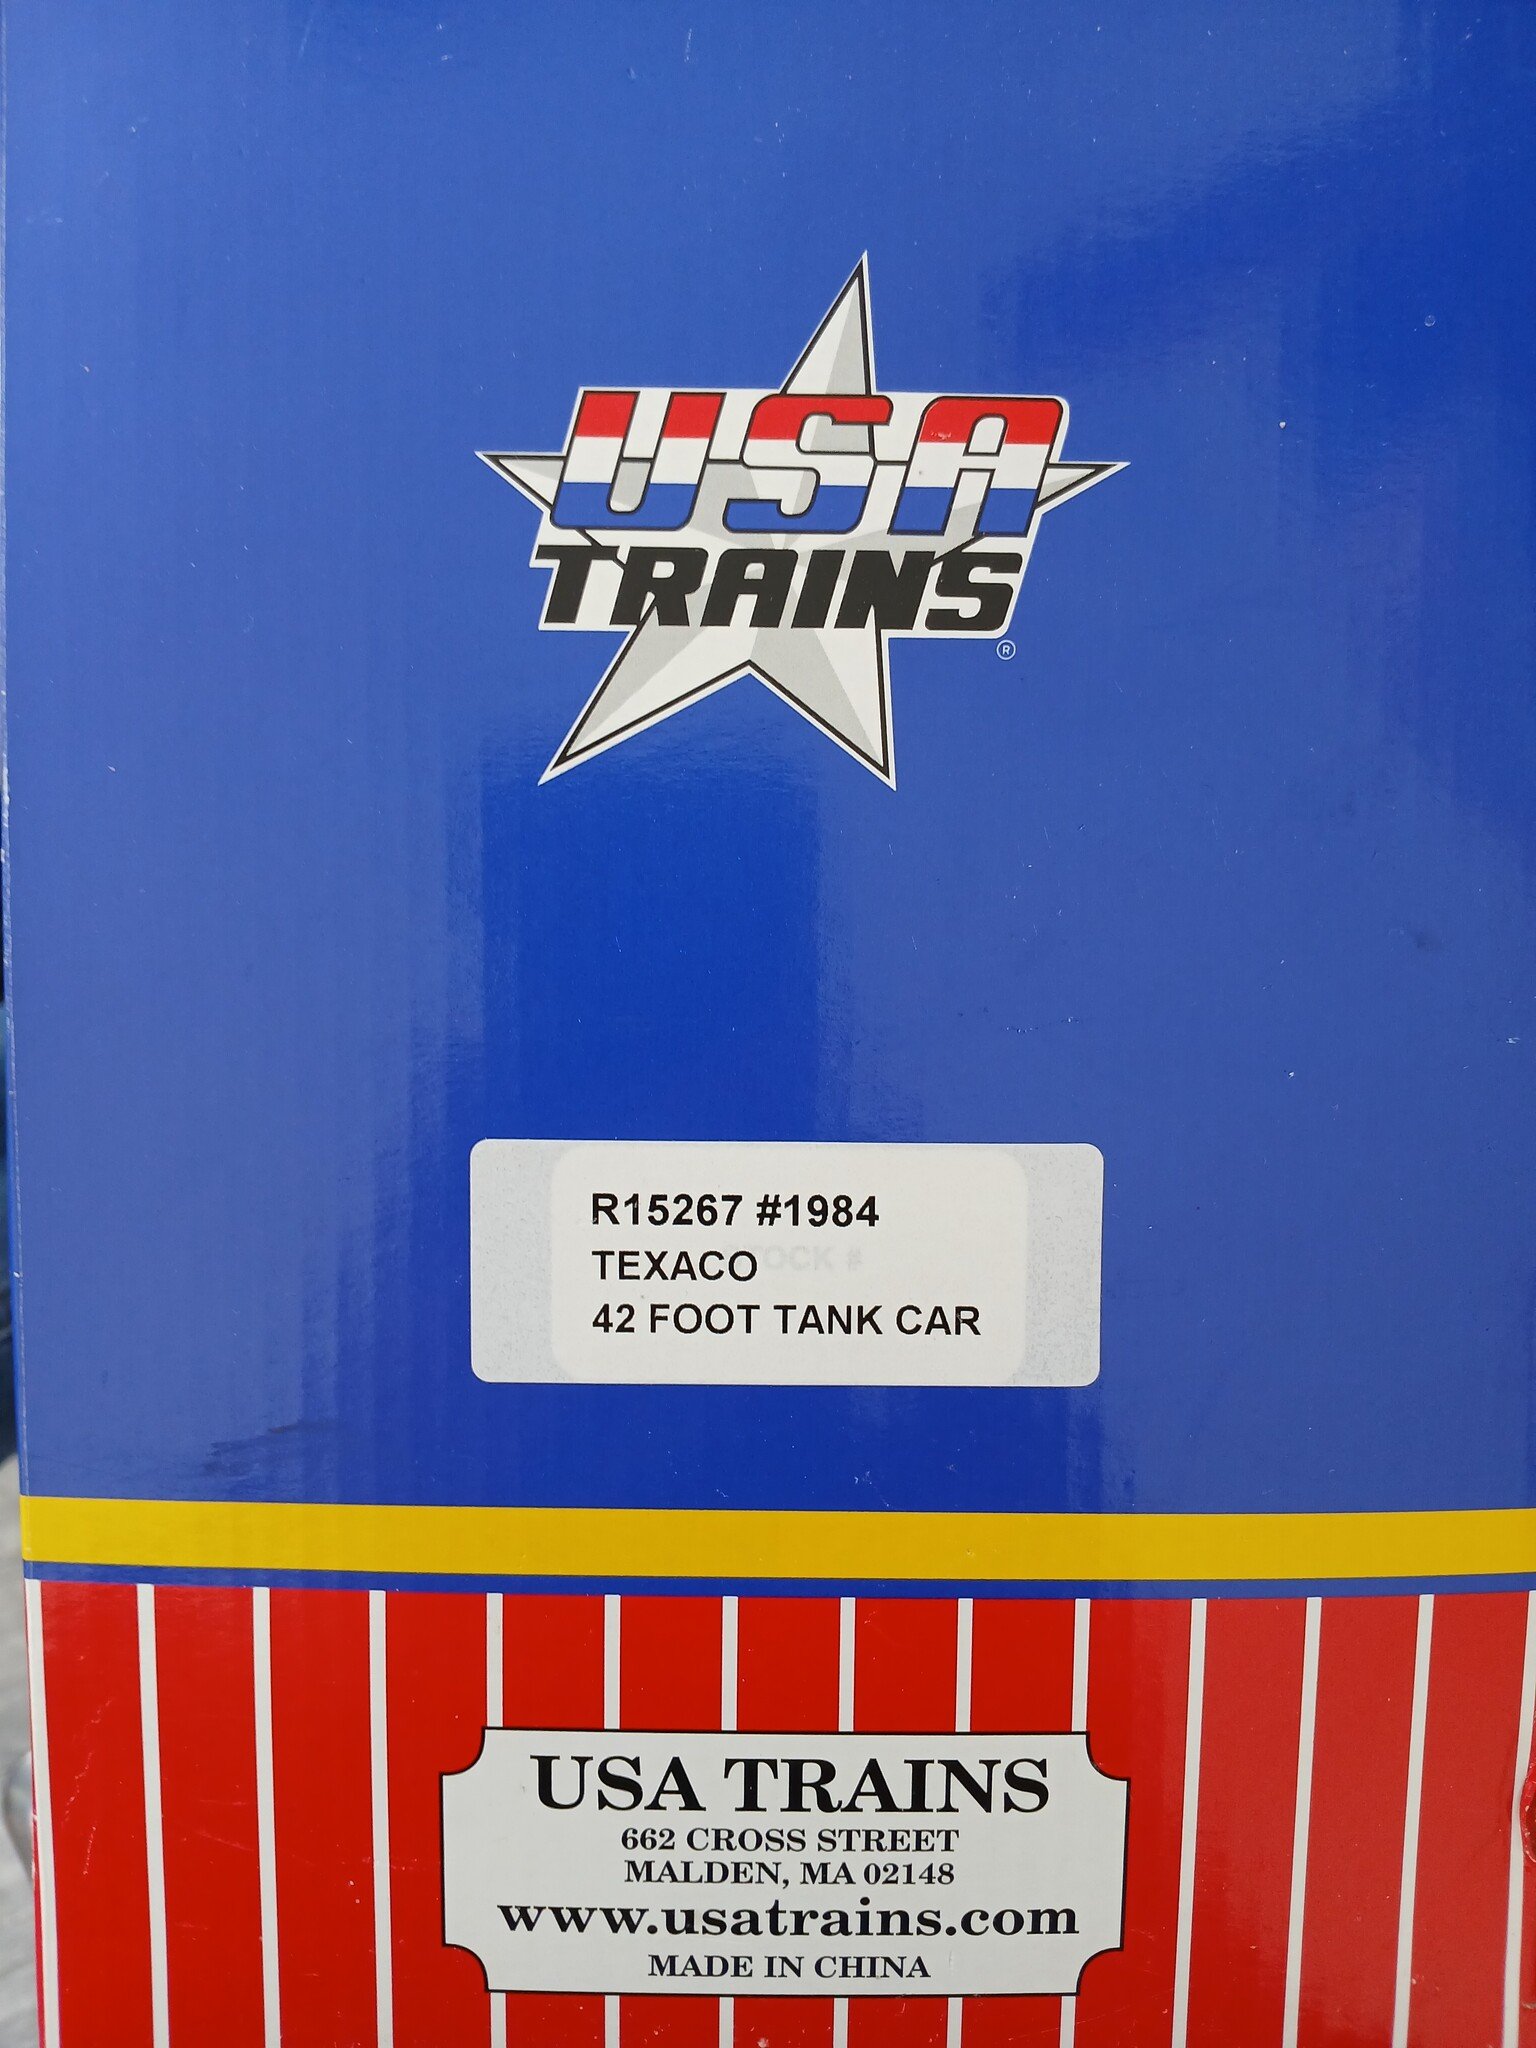 USA
TRAINS
®
R15267 #1984
STOCK #
TEXACO
42 FOOT TANK CAR
USA TRAINS
662 CROSS STREET
MALDEN, MA 02148
www.usatrains.com
MADE IN CHINA